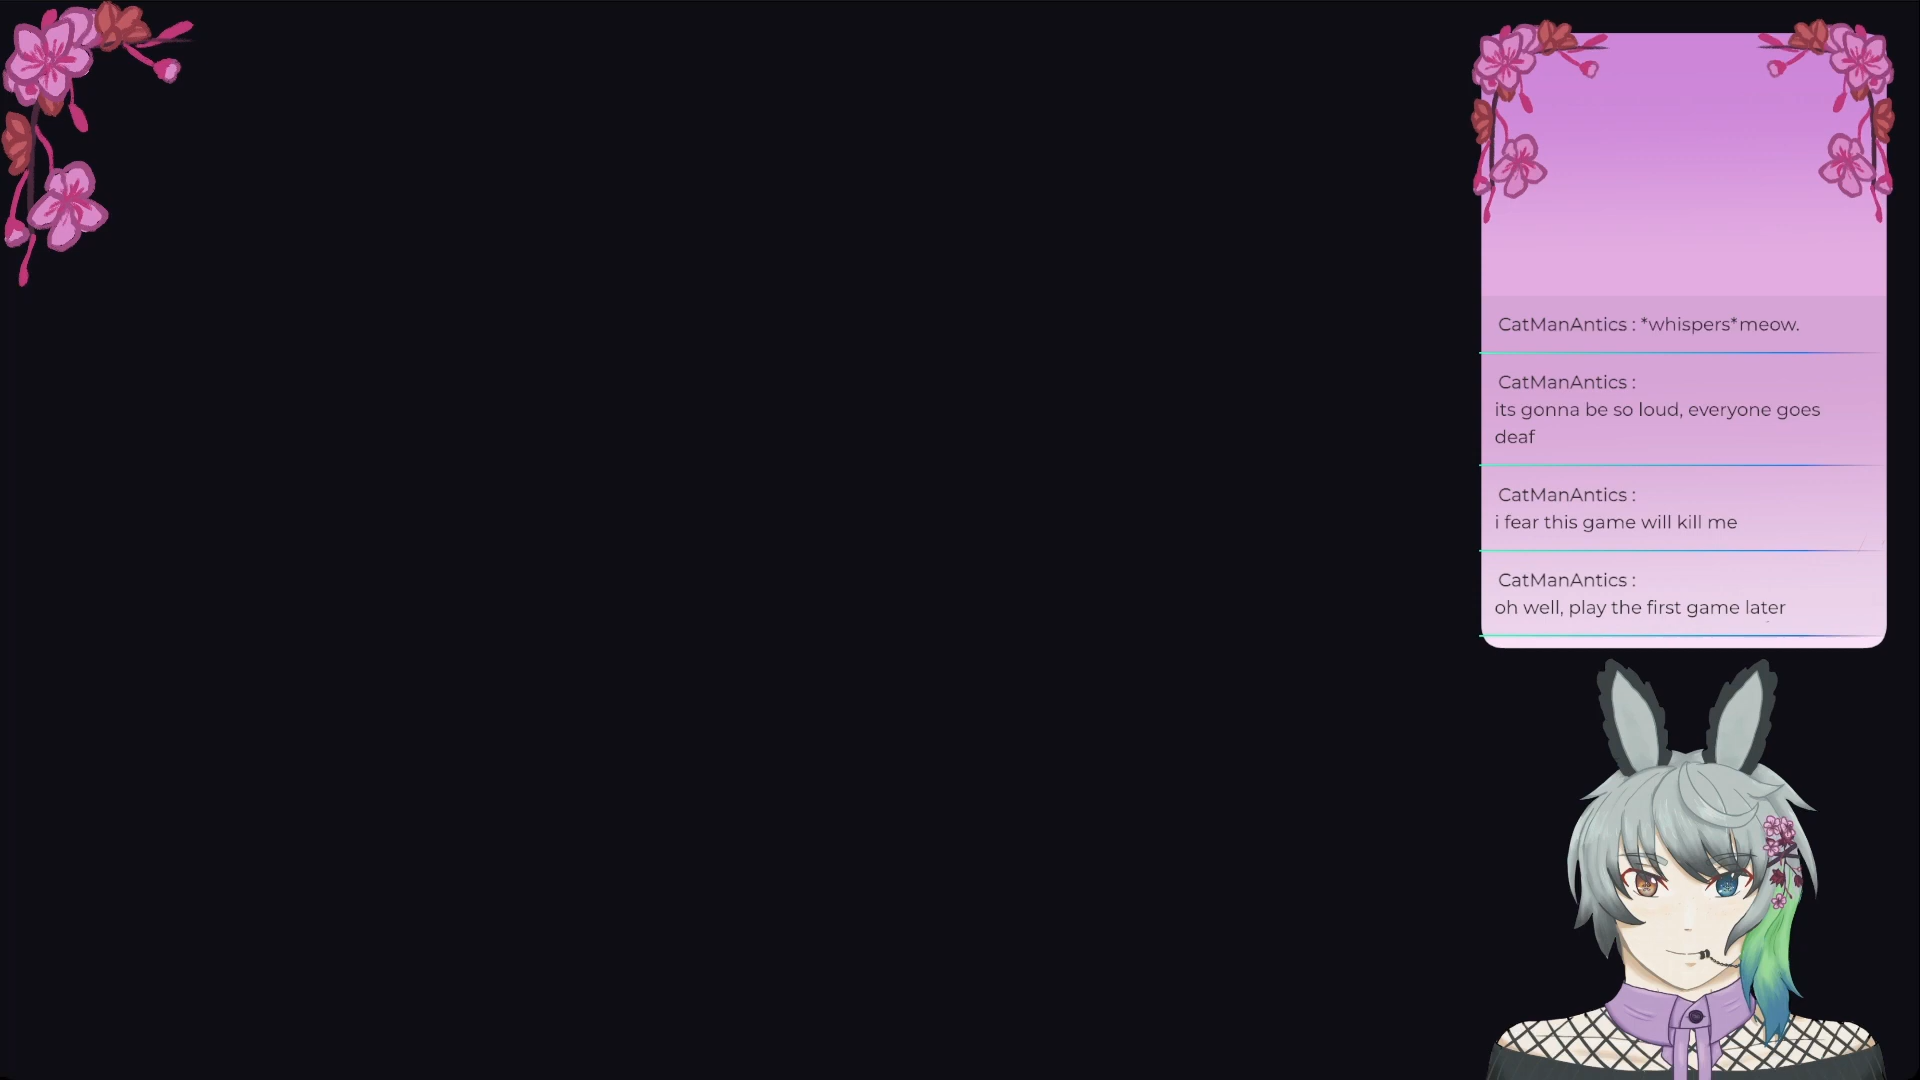 CatManAntics : *whispers*meow.
CatManAntics :
its gonna be so loud, everyone goes
deaf
CatManAntics :
i fear this game will kill me
CatManAntics :
oh well, play the first game later